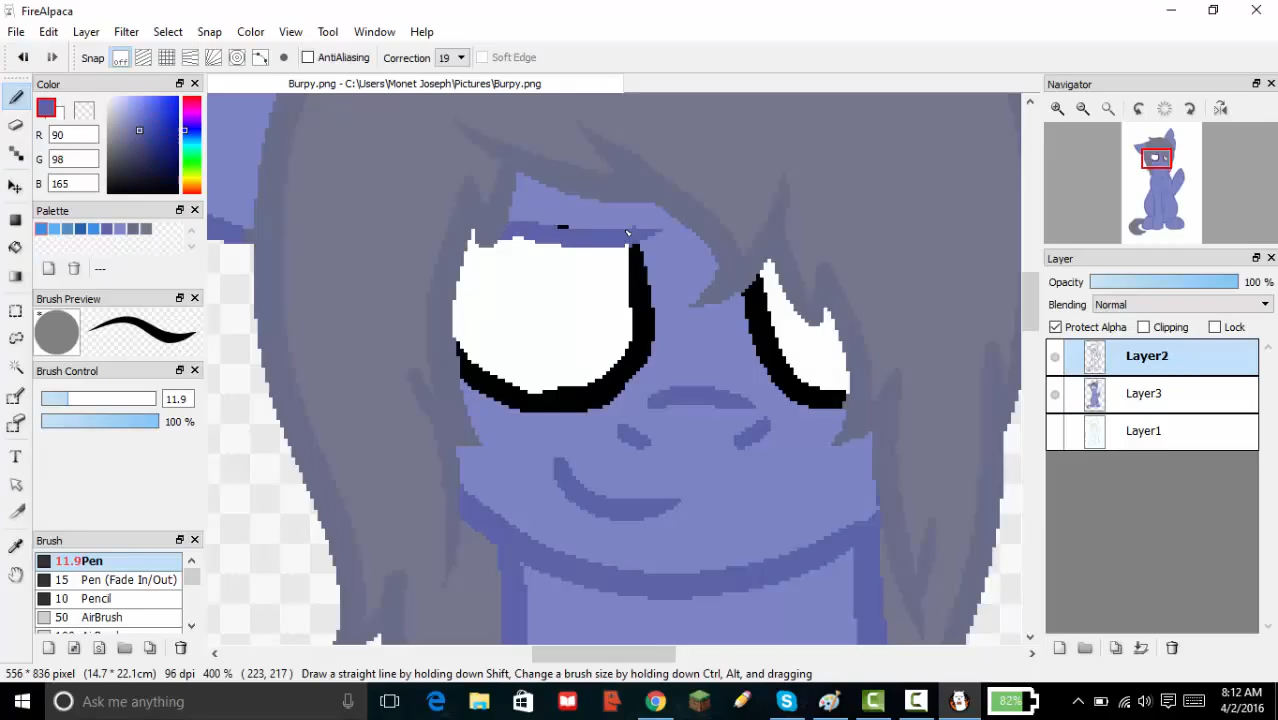 FireAlpaca
File Edit Layer Filter Select Snap Color View Tool Window Help
Snap off AntiAliasing Correction 19 Soft Edge
Color
Burpy.png - C:\Users\Monet Joseph\Pictures\Burpy.png
Navigator
R 90
G 98
B 165
Palette
---
Brush Preview
Brush Control
11.9
100 %
Layer
Opacity 100 %
Blending Normal
Protect Alpha Clipping Lock
Layer2
Layer3
Layer1
Brush
11.9 Pen
15 Pen (Fade In/Out)
10 Pencil
50 AirBrush
556 * 836 pixel (14.7 * 22.1cm) 96 dpi 400 % (223, 217) Draw a straight line by holding down Shift, Change a brush size by holding down Ctrl, Alt, and dragging
Ask me anything
82%
8:12 AM
4/2/2016